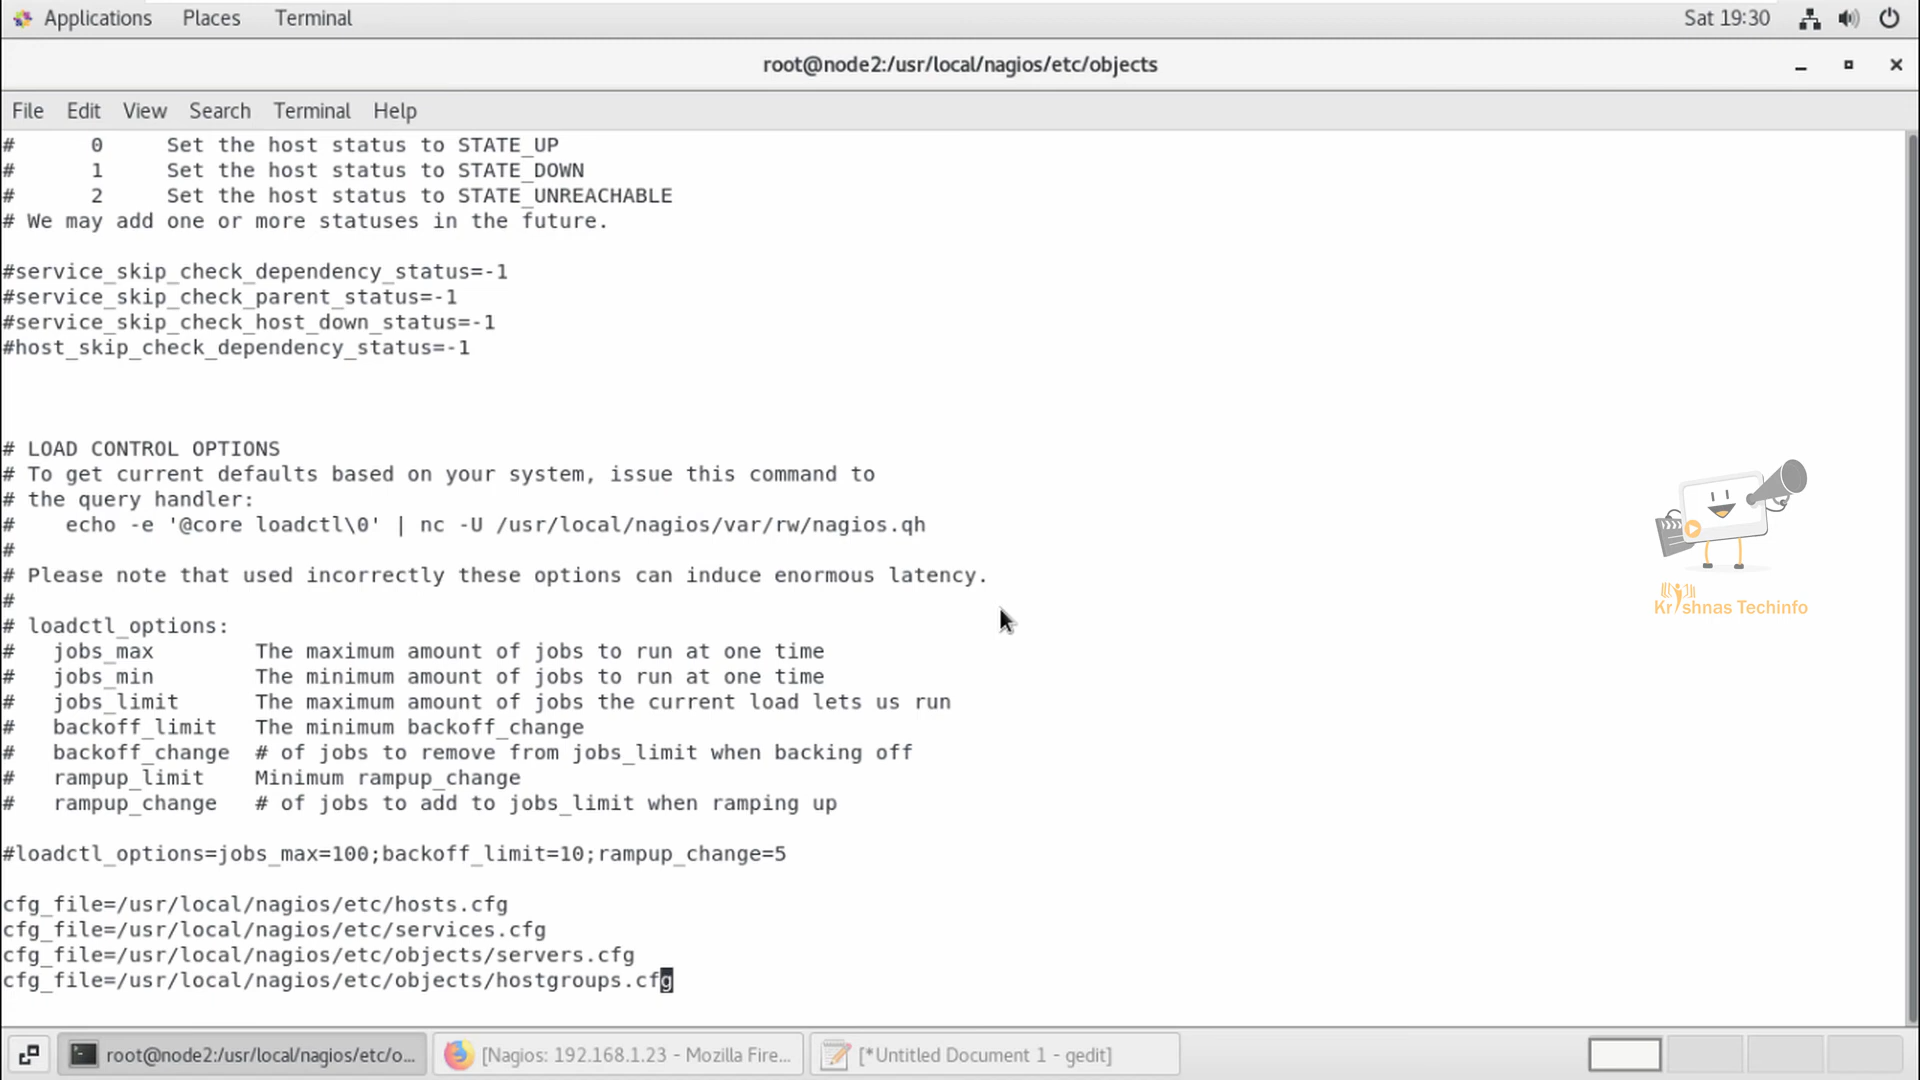 Applications Places Terminal Sat 19:30
root@node2:/usr/local/nagios/etc/objects
File Edit View Search Terminal Help
# 0 Set the host status to STATE_UP
# 1 Set the host status to STATE_DOWN
# 2 Set the host status to STATE_UNREACHABLE
# We may add one or more statuses in the future.
#service_skip_check_dependency_status=-1
#service_skip_check_parent_status=-1
#service_skip_check_host_down_status=-1
#host_skip_check_dependency_status=-1
# LOAD CONTROL OPTIONS
# To get current defaults based on your system, issue this command to
# the query handler:
# echo -e '@core loadctl\0' | nc -U /usr/local/nagios/var/rw/nagios.qh
#
# Please note that used incorrectly these options can induce enormous latency.
#
# loadctl_options:
# jobs_max The maximum amount of jobs to run at one time
# jobs_min The minimum amount of jobs to run at one time
# jobs_limit The maximum amount of jobs the current load lets us run
# backoff_limit The minimum backoff_change
# backoff_change # of jobs to remove from jobs_limit when backing off
# rampup_limit Minimum rampup_change
# rampup_change # of jobs to add to jobs_limit when ramping up
#loadctl_options=jobs_max=100;backoff_limit=10;rampup_change=5
cfg_file=/usr/local/nagios/etc/hosts.cfg
cfg_file=/usr/local/nagios/etc/services.cfg
cfg_file=/usr/local/nagios/etc/objects/servers.cfg
cfg_file=/usr/local/nagios/etc/objects/hostgroups.cfg
Krishnas Techinfo
root@node2:/usr/local/nagios/etc/o... [Nagios: 192.168.1.23 - Mozilla Fire... [*Untitled Document 1 - gedit]